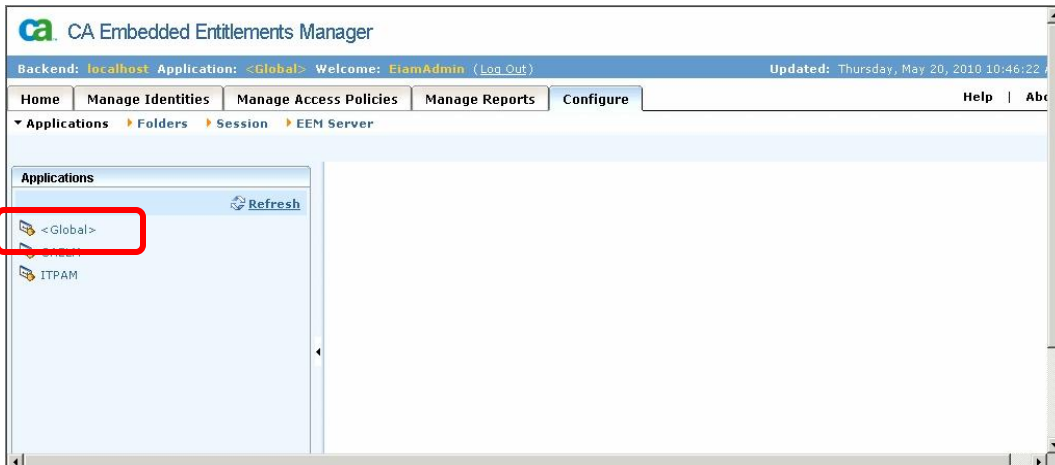 ca CA Embedded Entitlements Manager
Backend: localhost Application: <Global> Welcome: EiamAdmin (Log Out) Updated: Thursday, May 20, 2010 10:46:22
Home Manage Identities Manage Access Policies Manage Reports Configure Help |
Applications Folders Session EEM Server
Applications
Refresh
<Global>
ITPAM